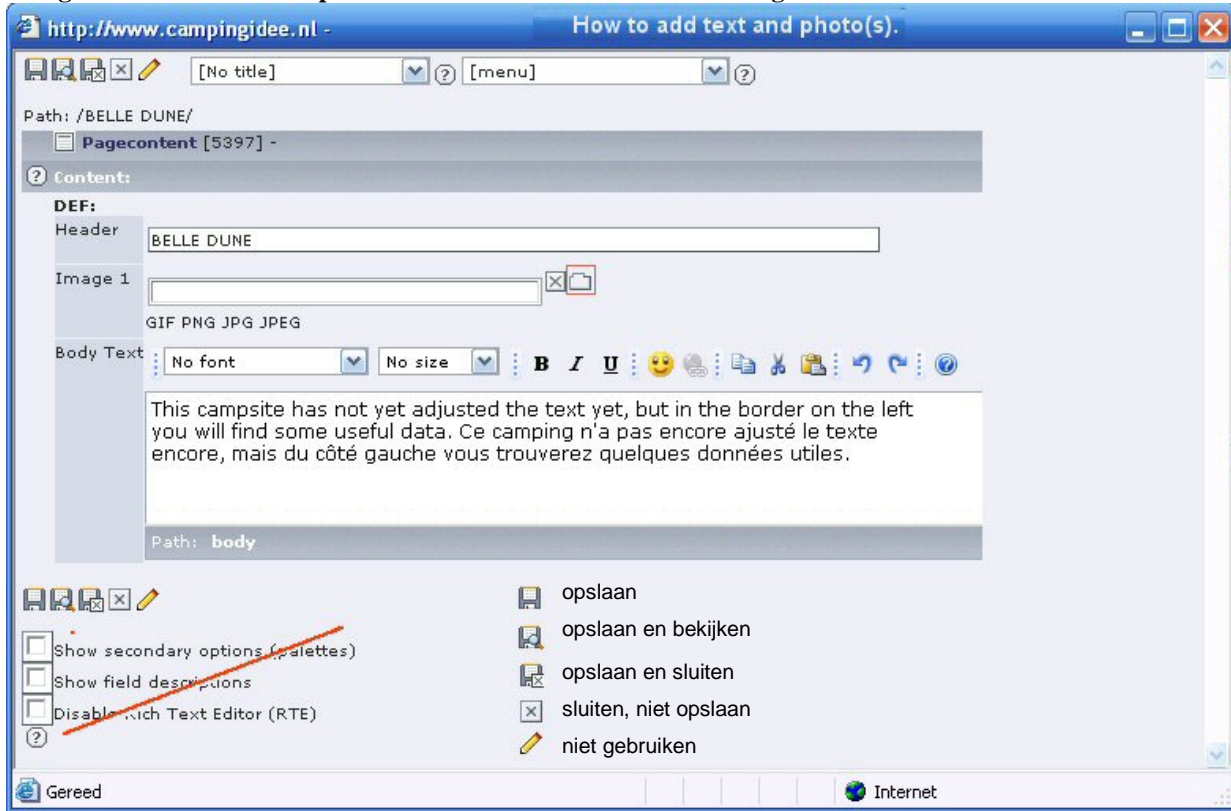 http://www.campingidee.nl - How to add text and photo(s).
[No title] [menu]
Path: /BELLE DUNE/
Pagecontent [5397] -
Content:
DEF:
Header
BELLE DUNE
Image 1
GIF PNG JPG JPEG
Body Text
No font No size B I U
This campsite has not yet adjusted the text yet, but in the border on the left
you will find some useful data. Ce camping n'a pas encore ajusté le texte
encore, mais du côté gauche vous trouverez quelques données utiles.
Path: body
opslaan
opslaan en bekijken
opslaan en sluiten
sluiten, niet opslaan
niet gebruiken
Show secondary options (palettes)
Show field descriptions
Disable Rich Text Editor (RTE)
Gereed Internet